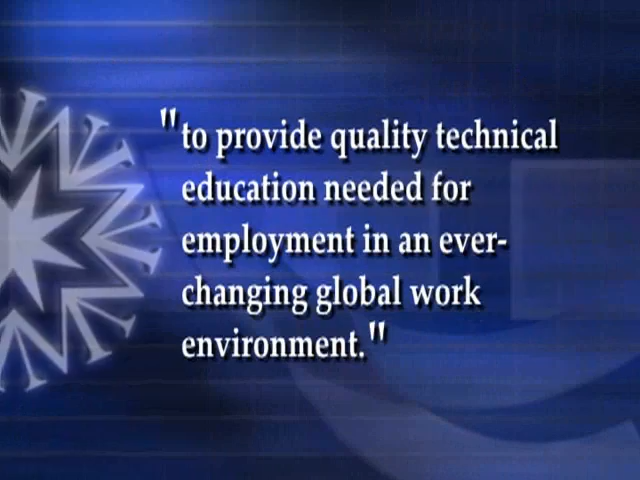 "to provide quality technical
education needed for
employment in an ever-
changing global work
environment."